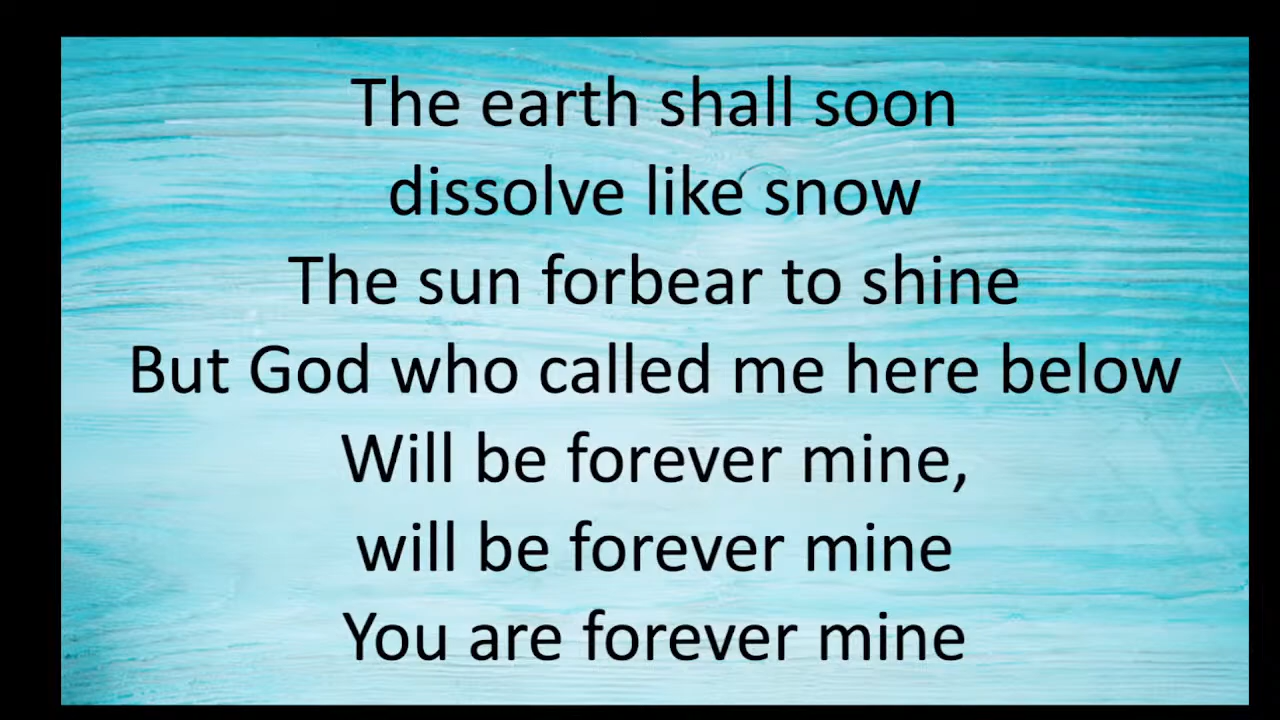 The earth shall soon
dissolve like snow
The sun forbear to shine
But God who called me here below
Will be forever mine,
will be forever mine
You are forever mine